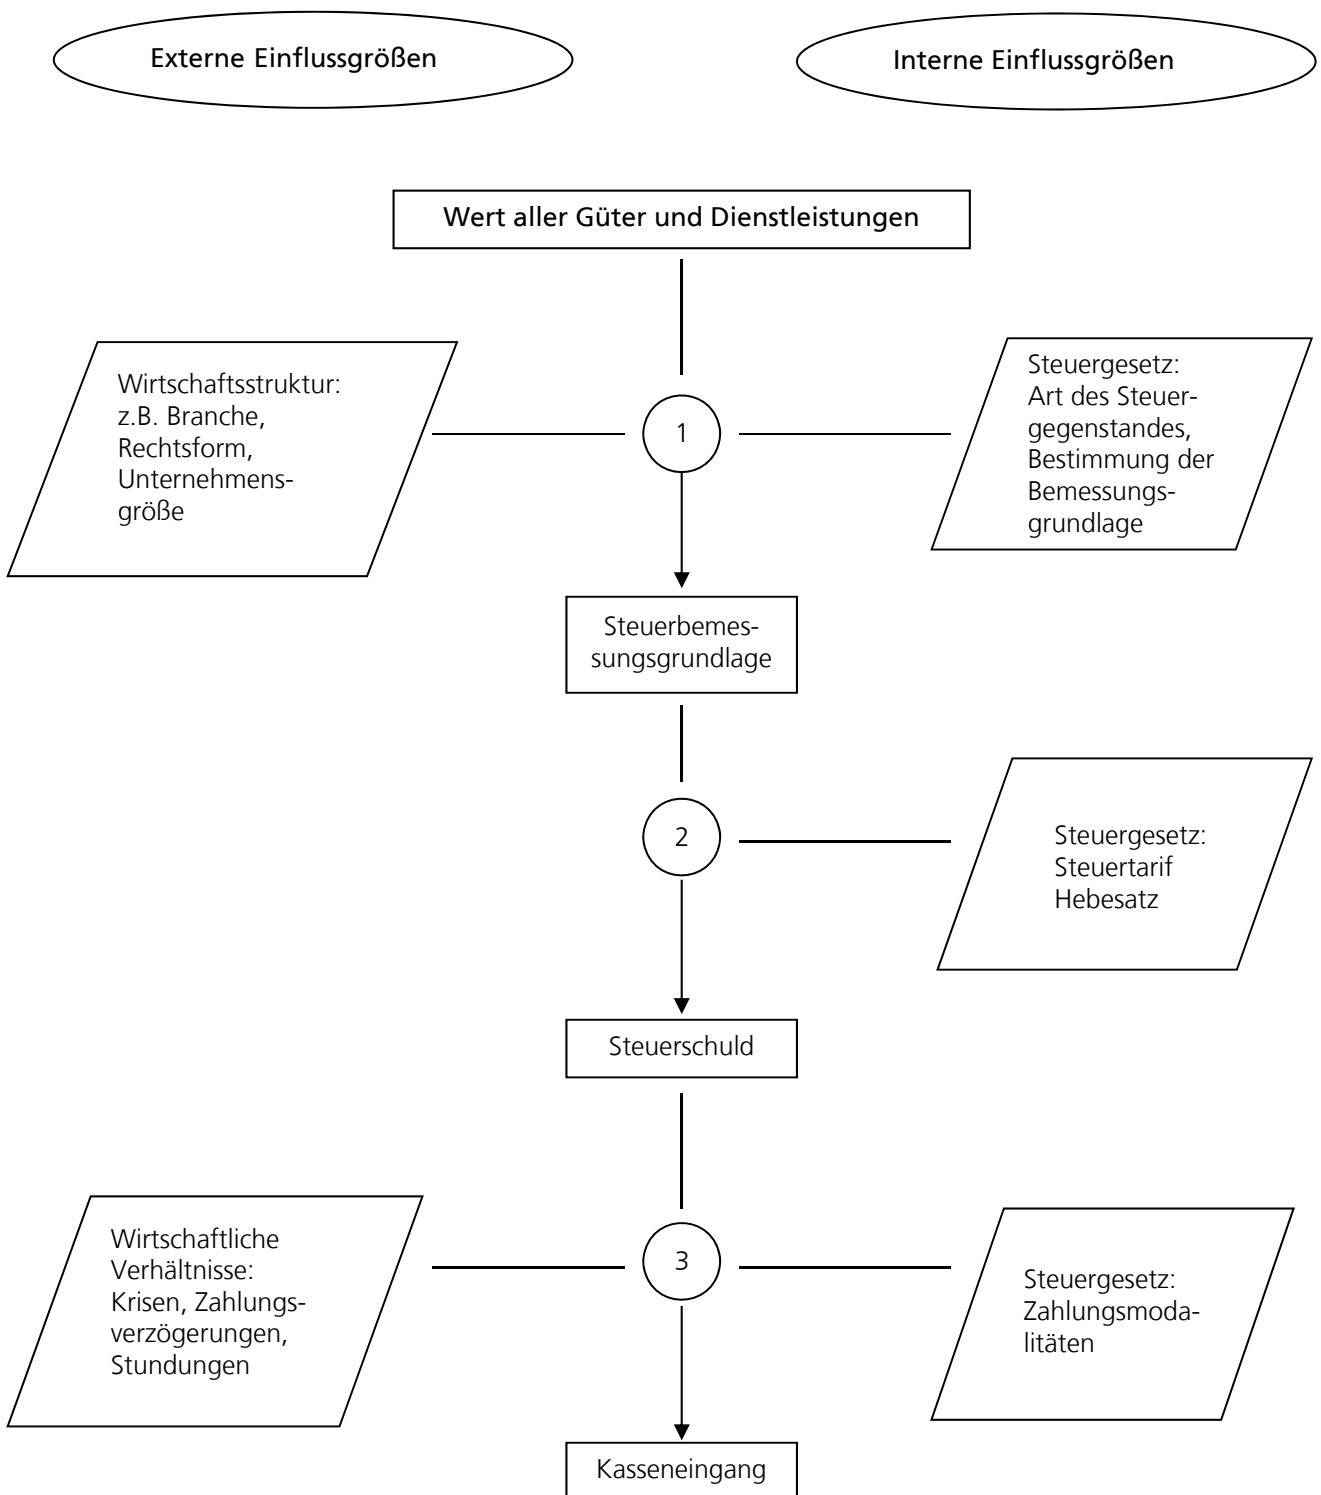 Externe Einflussgrößen
Interne Einflussgrößen
Wert aller Güter und Dienstleistungen
Wirtschaftsstruktur:
z.B. Branche,
Rechtsform,
Unternehmens-
größe
1
Steuergesetz:
Art des Steuer-
gegenstandes,
Bestimmung der
Bemessungs-
grundlage
Steuerbemes-
sungsgrundlage
2
Steuergesetz:
Steuertarif
Hebesatz
Steuerschuld
Wirtschaftliche
Verhältnisse:
Krisen, Zahlungs-
verzögerungen,
Stundungen
3
Steuergesetz:
Zahlungsmoda-
litäten
Kasseneingang